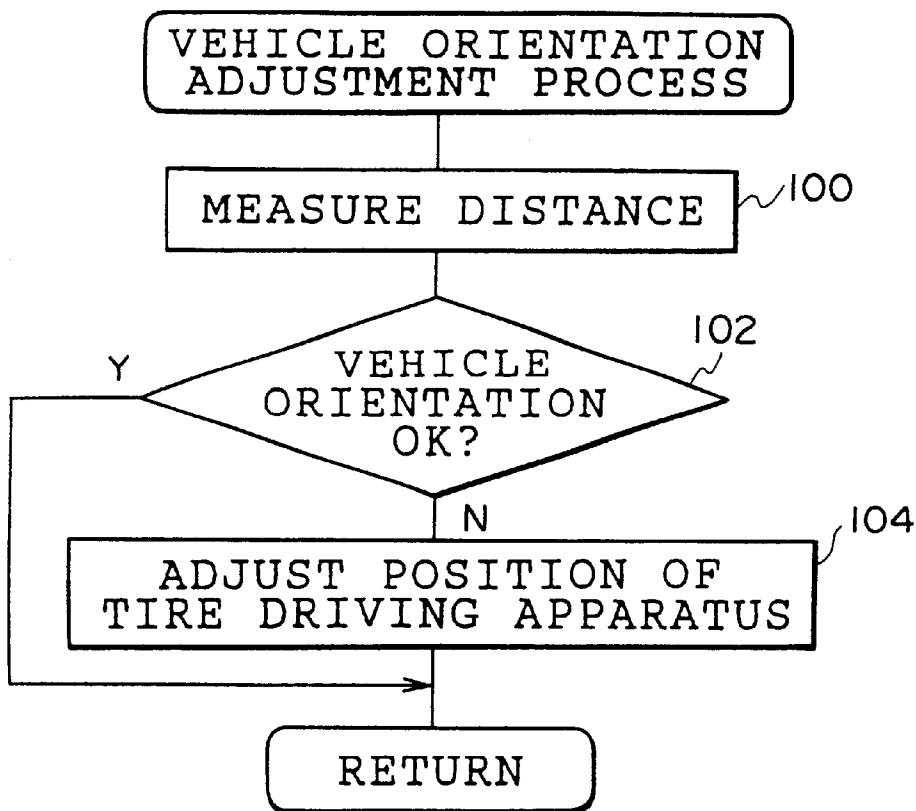 VEHICLE ORIENTATION
ADJUSTMENT PROCESS
MEASURE DISTANCE
100
VEHICLE
ORIENTATION
OK?
102
Y
N
ADJUST POSITION OF
TIRE DRIVING APPARATUS
104
RETURN